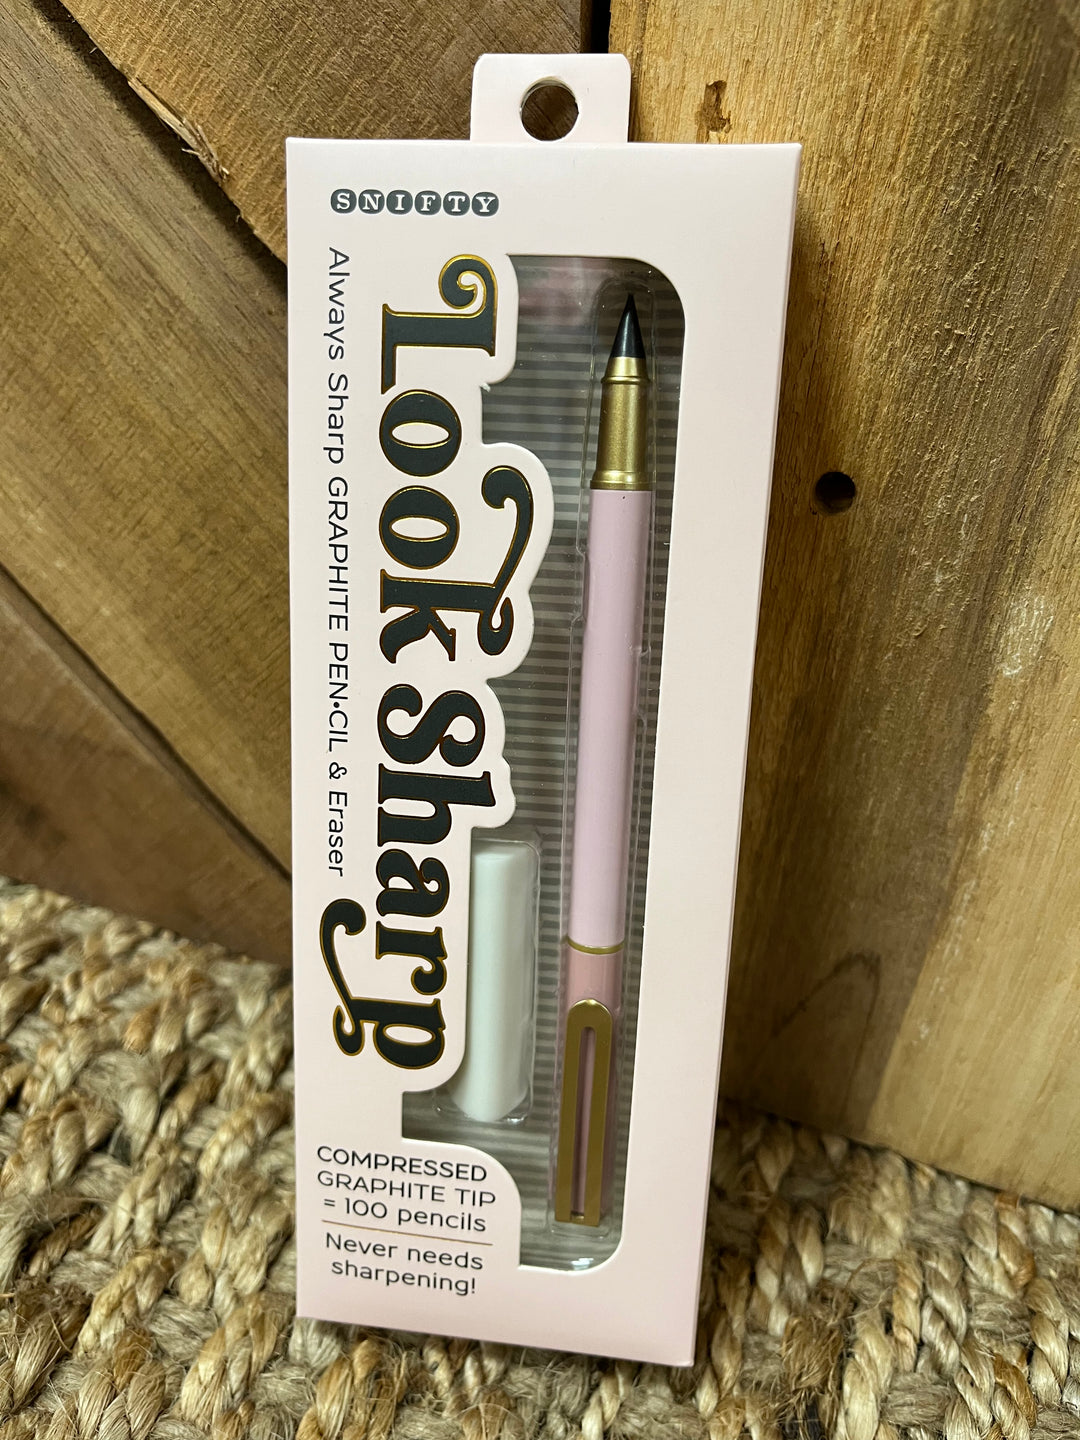 SNIFTY
Always Sharp GRAPHITE PEN•CIL & Eraser
Look Sharp
COMPRESSED
GRAPHITE TIP
= 100 pencils
Never needs
sharpening!